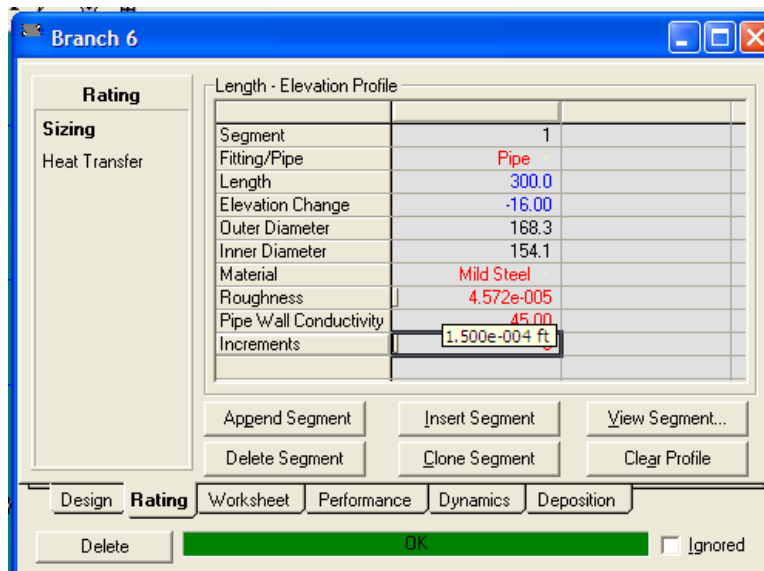 Branch 6
Rating
Sizing
Heat Transfer
Length - Elevation Profile
Segment 1
Fitting/Pipe Pipe
Length 300.0
Elevation Change -16.00
Outer Diameter 168.3
Inner Diameter 154.1
Material Mild Steel
Roughness 4.572e-005
Pipe Wall Conductivity 45.00
1.500e-004 ft
Increments
Append Segment Insert Segment View Segment...
Delete Segment Clone Segment Clear Profile
Design Rating Worksheet Performance Dynamics Deposition
Delete OK Ignored